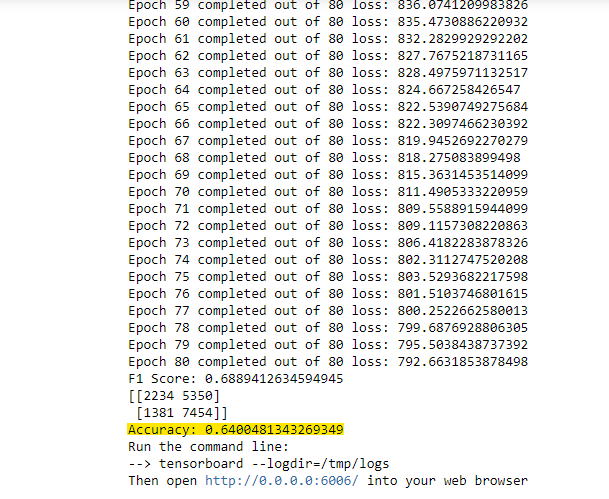 Epoch 59 completed out of 80 loss: 836.0741209983826
Epoch 60 completed out of 80 loss: 835.4730886220932
Epoch 61 completed out of 80 loss: 832.2829929292202
Epoch 62 completed out of 80 loss: 827.7675218731165
Epoch 63 completed out of 80 loss: 828.4975971132517
Epoch 64 completed out of 80 loss: 824.667258426547
Epoch 65 completed out of 80 loss: 822.5390749275684
Epoch 66 completed out of 80 loss: 822.3097466230392
Epoch 67 completed out of 80 loss: 819.9452692270279
Epoch 68 completed out of 80 loss: 818.275083899498
Epoch 69 completed out of 80 loss: 815.3631453514099
Epoch 70 completed out of 80 loss: 811.4905333220959
Epoch 71 completed out of 80 loss: 809.5588915944099
Epoch 72 completed out of 80 loss: 809.1157308220863
Epoch 73 completed out of 80 loss: 806.4182283878326
Epoch 74 completed out of 80 loss: 802.3112747520208
Epoch 75 completed out of 80 loss: 803.5293682217598
Epoch 76 completed out of 80 loss: 801.5103746801615
Epoch 77 completed out of 80 loss: 800.2522662580013
Epoch 78 completed out of 80 loss: 799.6876928806305
Epoch 79 completed out of 80 loss: 795.5038438737392
Epoch 80 completed out of 80 loss: 792.6631853878498
F1 Score: 0.6889412634594945
[[2234 5350]
 [1381 7454]]
Accuracy: 0.6400481343269349
Run the command line:
--> tensorboard --logdir=/tmp/logs
Then open http://0.0.0.0:6006/ into your web browser